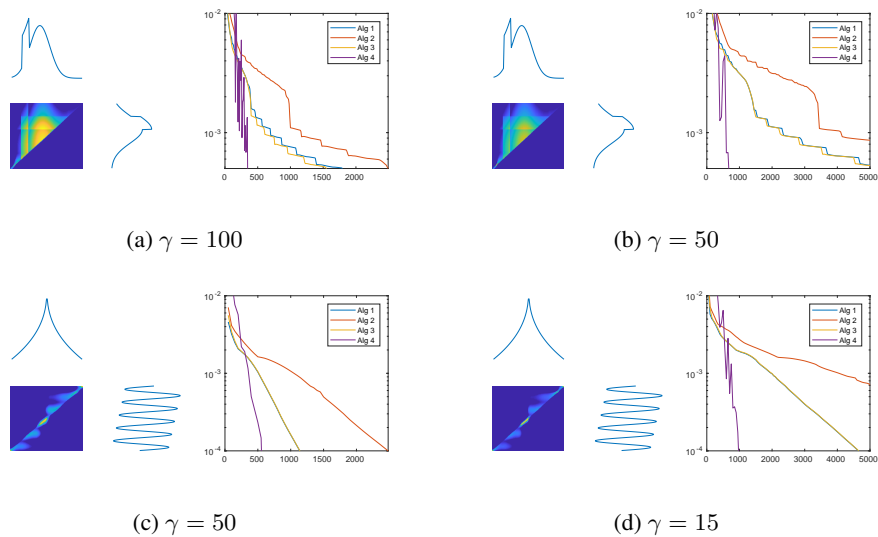 10^-2
10^-3
0 500 1000 1500 2000
Alg 1
Alg 2
Alg 3
Alg 4
(a) γ = 100
10^-2
10^-3
0 1000 2000 3000 4000 5000
Alg 1
Alg 2
Alg 3
Alg 4
(b) γ = 50
10^-2
10^-3
10^-4
0 500 1000 1500 2000
Alg 1
Alg 2
Alg 3
Alg 4
(c) γ = 50
10^-2
10^-3
10^-4
0 1000 2000 3000 4000 5000
Alg 1
Alg 2
Alg 3
Alg 4
(d) γ = 15